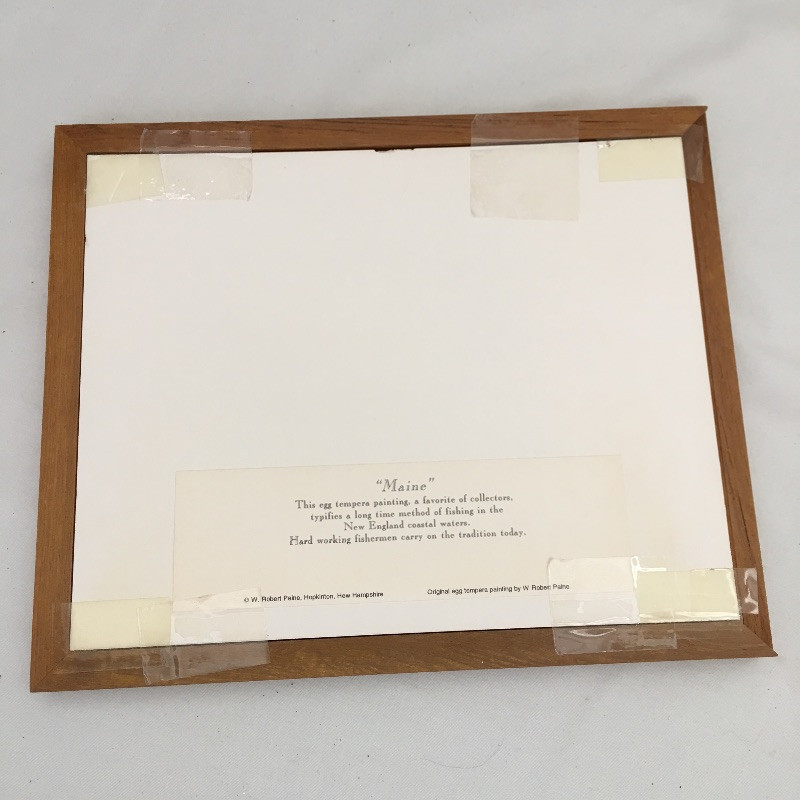 “Maine”
This egg tempera painting, a favorite of collectors,
typifies a long time method of fishing in the
New England coastal waters.
Hard working fishermen carry on the tradition today.
© W. Robert Paine, Hopkinton, New Hampshire
Original egg tempera painting by W Robert Paine